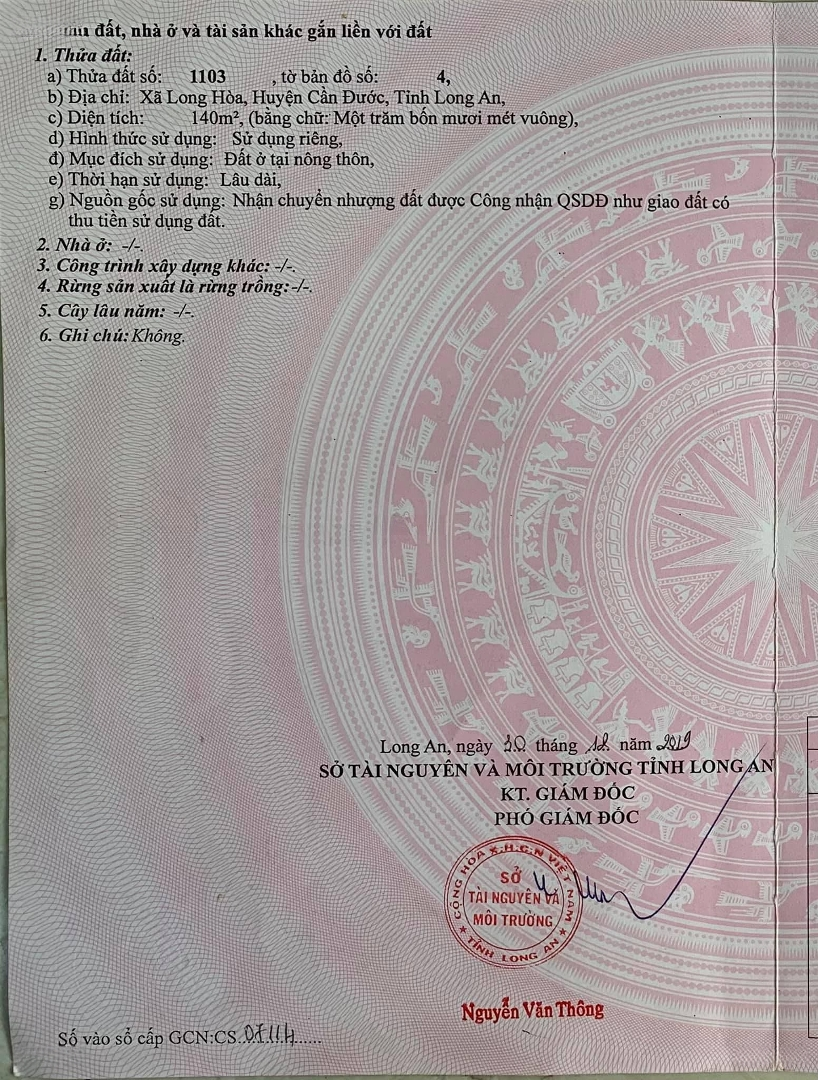 đất, nhà ở và tài sản khác gắn liền với đất
1. Thửa đất:
a) Thửa đất số: 1103 , tờ bản đồ số: 4,
b) Địa chỉ: Xã Long Hòa, Huyện Cần Đước, Tỉnh Long An,
c) Diện tích: 140m², (bằng chữ: Một trăm bốn mươi mét vuông),
d) Hình thức sử dụng: Sử dụng riêng,
đ) Mục đích sử dụng: Đất ở tại nông thôn,
e) Thời hạn sử dụng: Lâu dài,
g) Nguồn gốc sử dụng: Nhận chuyển nhượng đất được Công nhận QSDĐ như giao đất có
thu tiền sử dụng đất.
2. Nhà ở: -/-.
3. Công trình xây dựng khác: -/-.
4. Rừng sản xuất là rừng trồng: -/-.
5. Cây lâu năm: -/-.
6. Ghi chú: Không.
Long An, ngày tháng 12 năm 2019
SỞ TÀI NGUYÊN VÀ MÔI TRƯỜNG TỈNH LONG AN
KT. GIÁM ĐỐC
PHÓ GIÁM ĐỐC
CỘNG HÒA X.H.C.N VIỆT NAM
SỞ
TÀI NGUYÊN VÀ
MÔI TRƯỜNG
★ TỈNH LONG AN ★
Nguyễn Văn Thông
Số vào sổ cấp GCN:CS